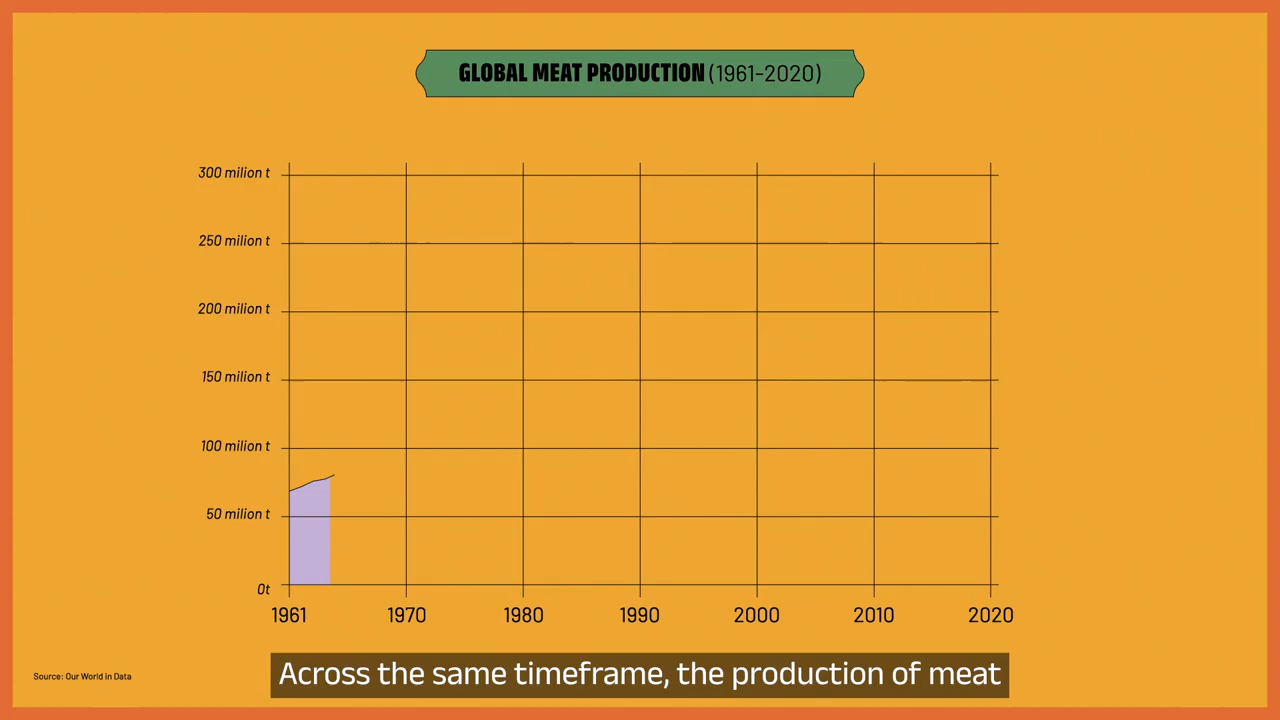 GLOBAL MEAT PRODUCTION (1961-2020)
300 milion t
250 milion t
200 milion t
150 milion t
100 milion t
50 milion t
0t
1961 1970 1980 1990 2000 2010 2020
Across the same timeframe, the production of meat
Source: Our World in Data